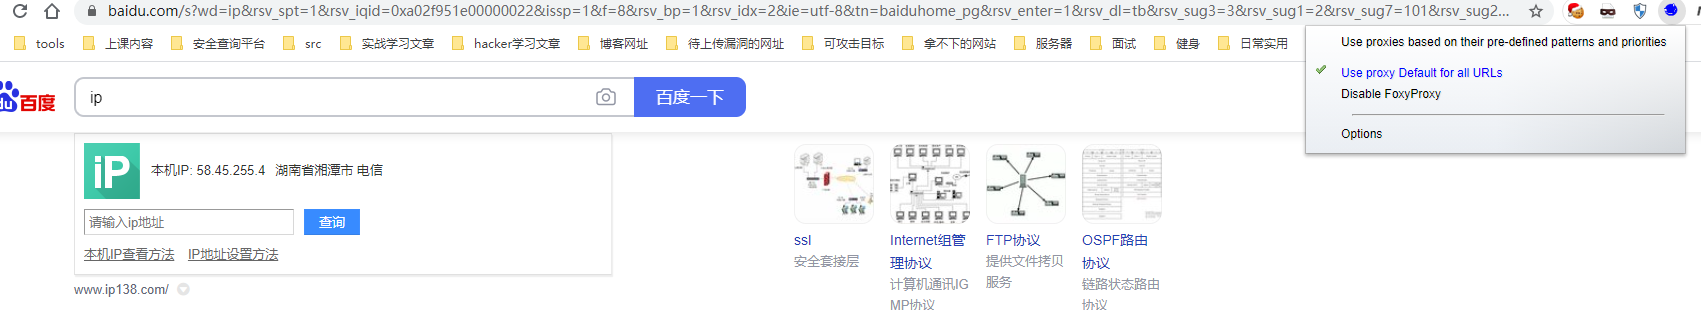 baidu.com/s?wd=ip&rsv_spt=1&rsv_iqid=0xa02f951e00000022&issp=1&f=8&rsv_bp=1&rsv_idx=2&ie=utf-8&tn=baiduhome_pg&rsv_enter=1&rsv_dl=tb&rsv_sug3=3&rsv_sug1=2&rsv_sug7=101&rsv_sug2...
tools 上课内容 安全查询平台 src 实战学习文章 hacker学习文章 博客网址 待上传漏洞的网址 可攻击目标 拿不下的网站 服务器 面试 健身 日常实用
Use proxies based on their pre-defined patterns and priorities
Use proxy Default for all URLs
Disable FoxyProxy
Options
du百度
ip
百度一下
iP
本机IP: 58.45.255.4 湖南省湘潭市 电信
请输入ip地址
查询
本机IP查看方法 IP地址设置方法
www.ip138.com/
ssl
安全套接层
Internet组管
理协议
计算机通讯IG
MP协议
FTP协议
提供文件拷贝
服务
OSPF路由
协议
链路状态路由
协议